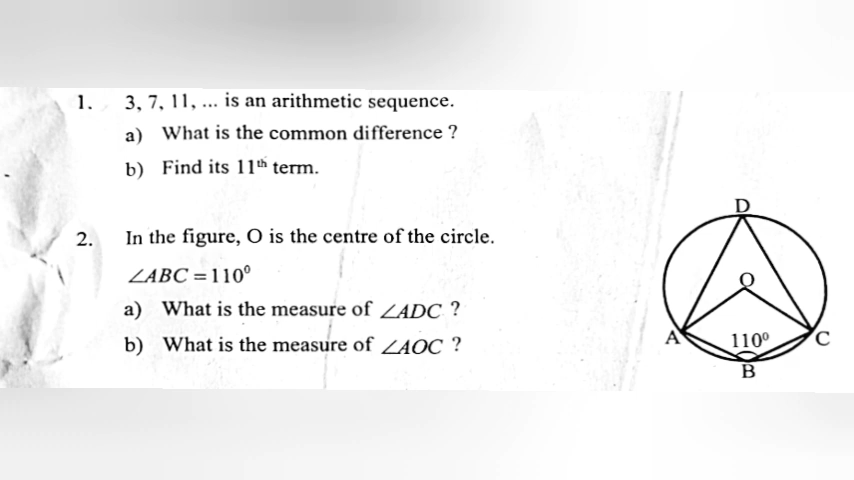 1. 3, 7, 11, ... is an arithmetic sequence.
a) What is the common difference ?
b) Find its 11th term.
2. In the figure, O is the centre of the circle.
∠ABC = 110⁰
a) What is the measure of ∠ADC ?
b) What is the measure of ∠AOC ?
D
O
A 110⁰ C
B